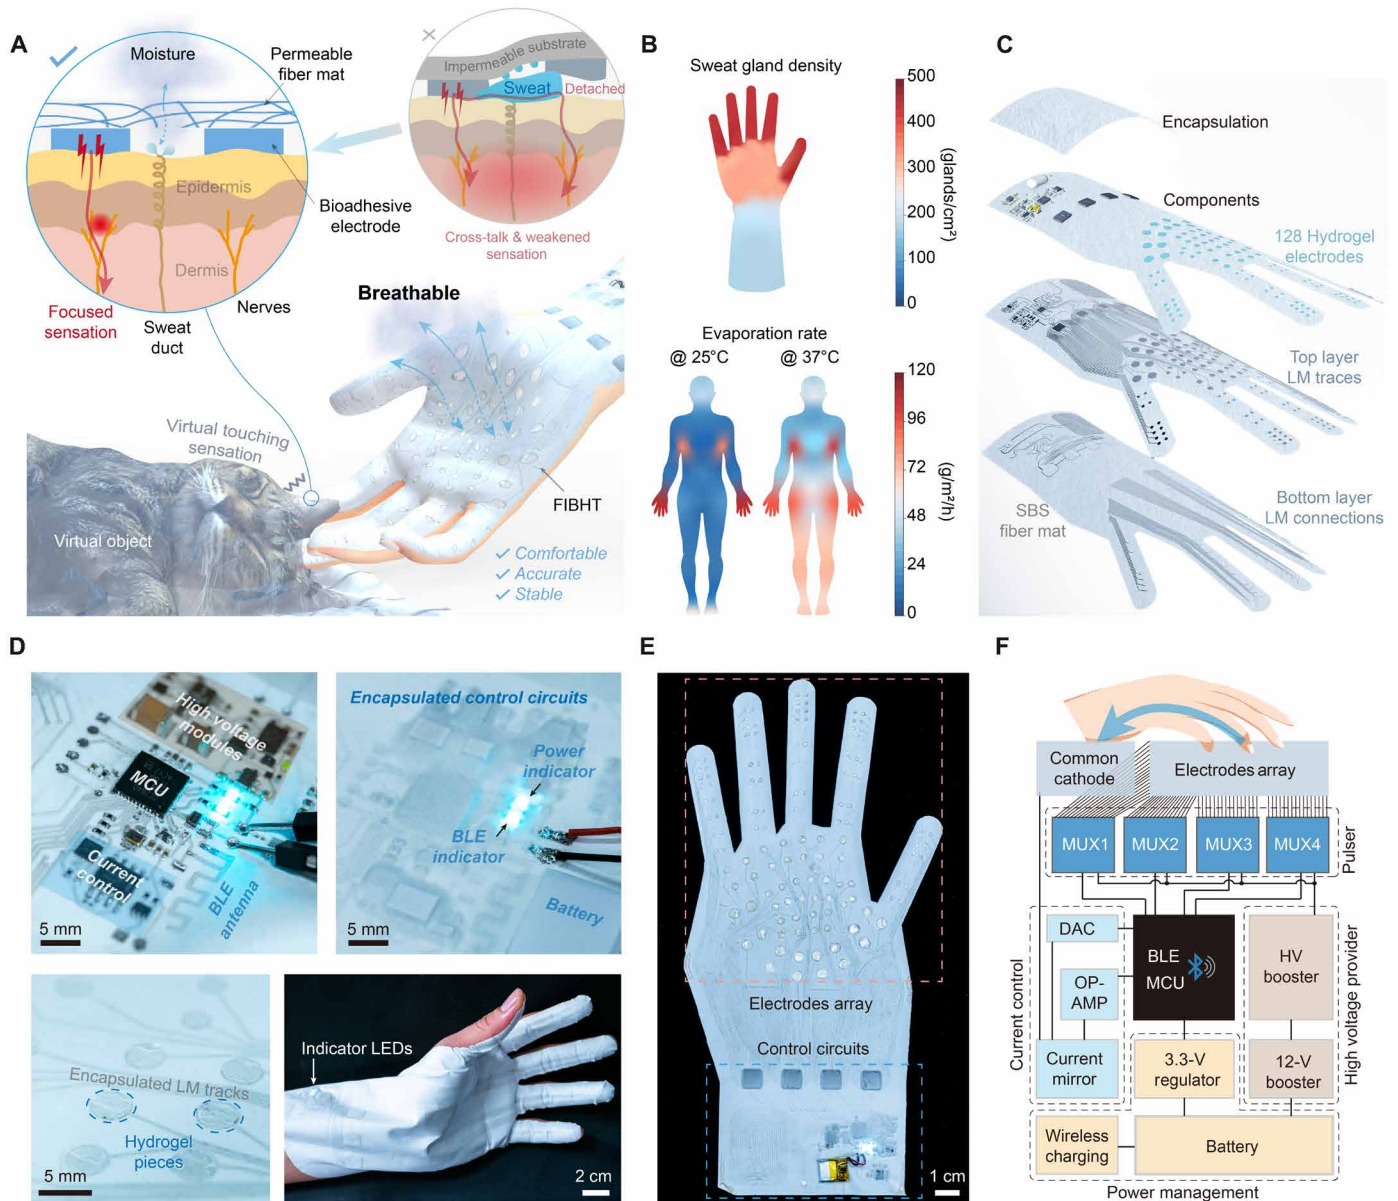 A
Moisture
Permeable
fiber mat
Impermeable substrate
Sweat
Detached
Epidermis
Bioadhesive
electrode
Dermis
Cross-talk & weakened
sensation
Focused
sensation
Sweat
duct
Nerves
Breathable
Virtual touching
sensation
Virtual object
FIBHT
✓ Comfortable
✓ Accurate
✓ Stable
B
Sweat gland density
500
400
300
200
100
0
(glands/cm²)
Evaporation rate
@ 25°C
@ 37°C
120
96
72
48
24
0
(g/m²/h)
C
Encapsulation
Components
128 Hydrogel
electrodes
Top layer
LM traces
SBS
fiber mat
Bottom layer
LM connections
D
High voltage
modules
MCU
Current
control
BLE
antenna
5 mm
Encapsulated control circuits
Power
indicator
BLE
indicator
Battery
5 mm
Encapsulated LM tracks
Hydrogel
pieces
5 mm
Indicator LEDs
2 cm
E
Electrodes array
Control circuits
1 cm
F
Common
cathode
Electrodes array
MUX1
MUX2
MUX3
MUX4
Pulser
DAC
BLE
MCU
HV
booster
OP-
AMP
Current control
High voltage provider
Current
mirror
3.3-V
regulator
12-V
booster
Wireless
charging
Battery
Power management